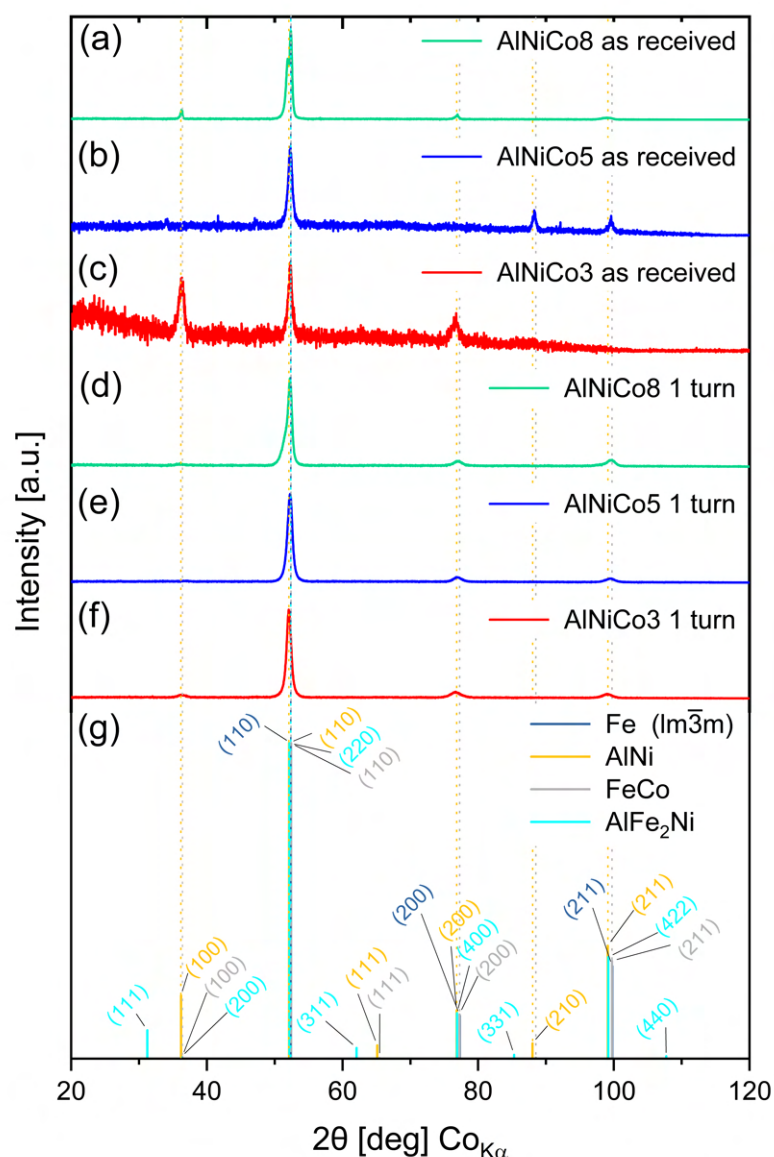 (a)
AlNiCo8 as received
(b)
AlNiCo5 as received
(c)
AlNiCo3 as received
(d)
AlNiCo8 1 turn
(e)
AlNiCo5 1 turn
(f)
AlNiCo3 1 turn
(g)
Fe (Im3̅m)
AlNi
FeCo
AlFe₂Ni
(110)
(110)
(220)
(110)
(111)
(100)
(100)
(200)
(311)
(111)
(111)
(200)
(200)
(400)
(200)
(331)
(210)
(211)
(211)
(422)
(211)
(440)
Intensity [a.u.]
20 40 60 80 100 120
2θ [deg] Co Kα